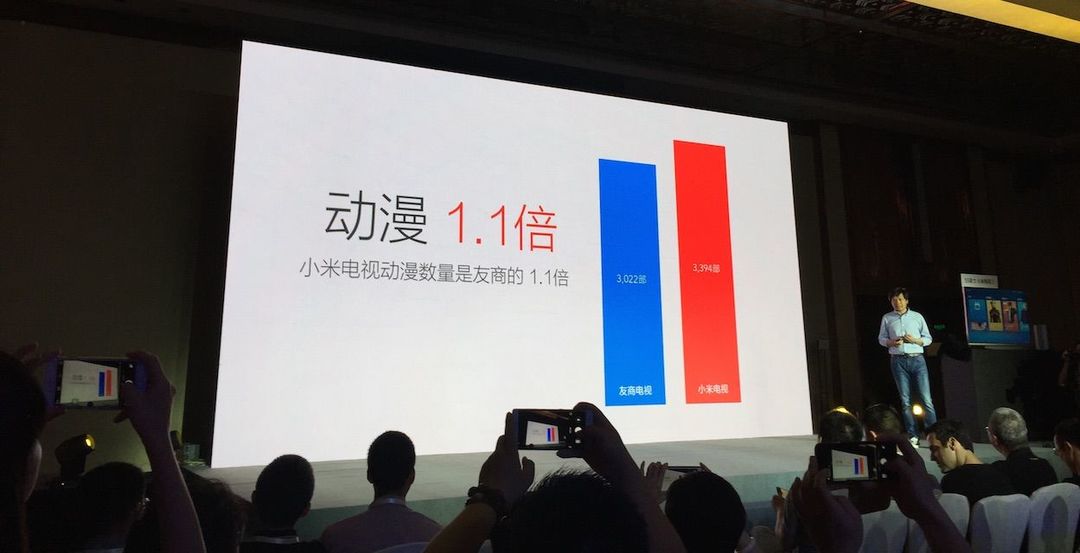 动漫 1.1倍
小米电视动漫数量是友商的 1.1倍
3,022部
3,394部
友商电视
小米电视